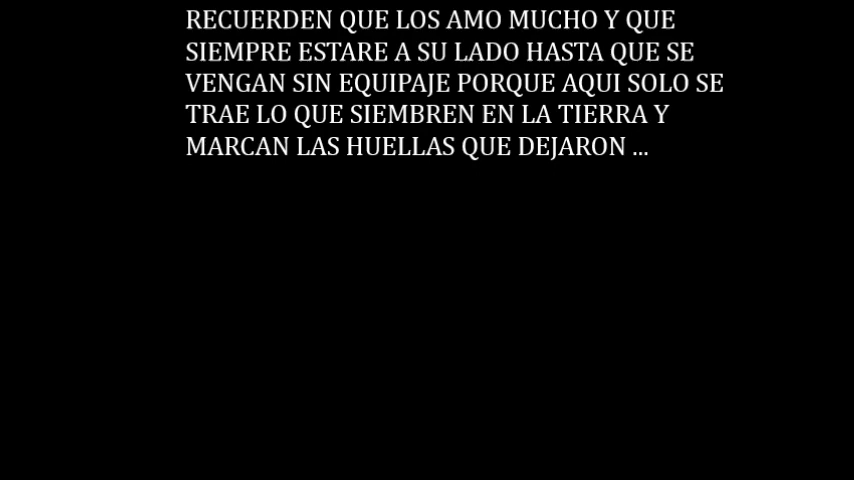 RECUERDEN QUE LOS AMO MUCHO Y QUE
SIEMPRE ESTARE A SU LADO HASTA QUE SE
VENGAN SIN EQUIPAJE PORQUE AQUI SOLO SE
TRAE LO QUE SIEMBREN EN LA TIERRA Y
MARCAN LAS HUELLAS QUE DEJARON ...